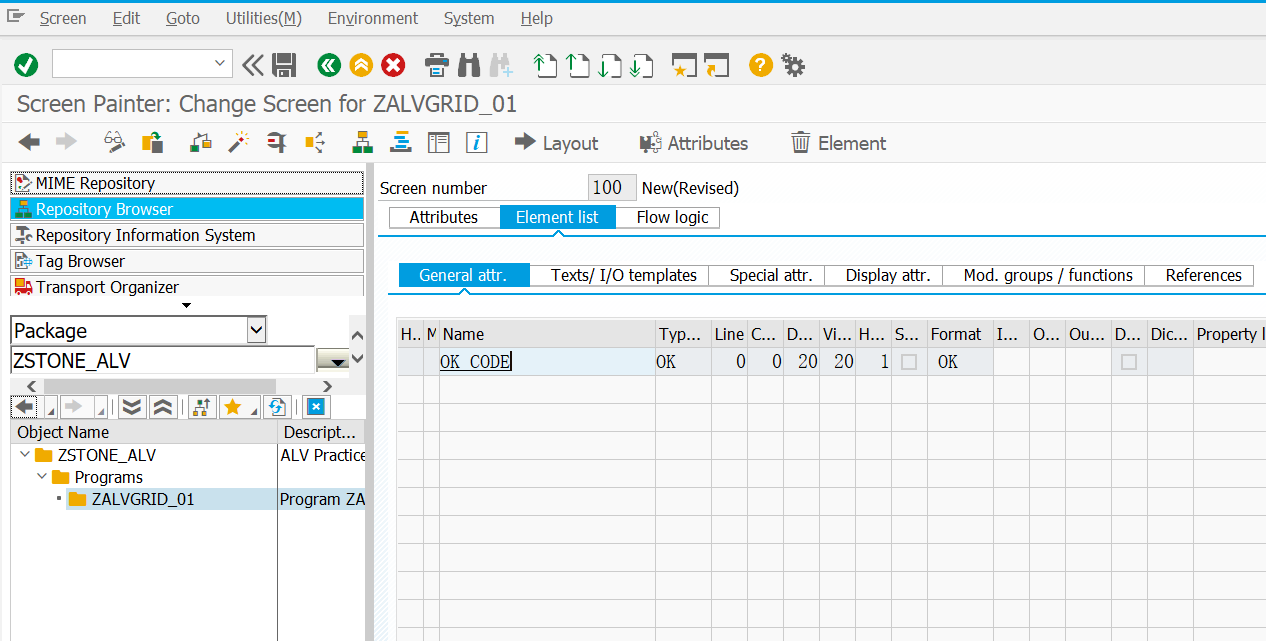 Screen Edit Goto Utilities(M) Environment System Help
Screen Painter: Change Screen for ZALVGRID_01
Layout Attributes Element
MIME Repository
Repository Browser
Repository Information System
Tag Browser
Transport Organizer
Package
ZSTONE_ALV
Object Name Descript...
ZSTONE_ALV ALV Practice
Programs
ZALVGRID_01 Program ZA
Screen number 100 New(Revised)
Attributes Element list Flow logic
General attr. Texts/ I/O templates Special attr. Display attr. Mod. groups / functions References
H.. M Name Typ... Line C... D... Vi... H... S... Format I... O... Ou... D... Dic... Property l
OK_CODE OK 0 0 20 20 1 OK